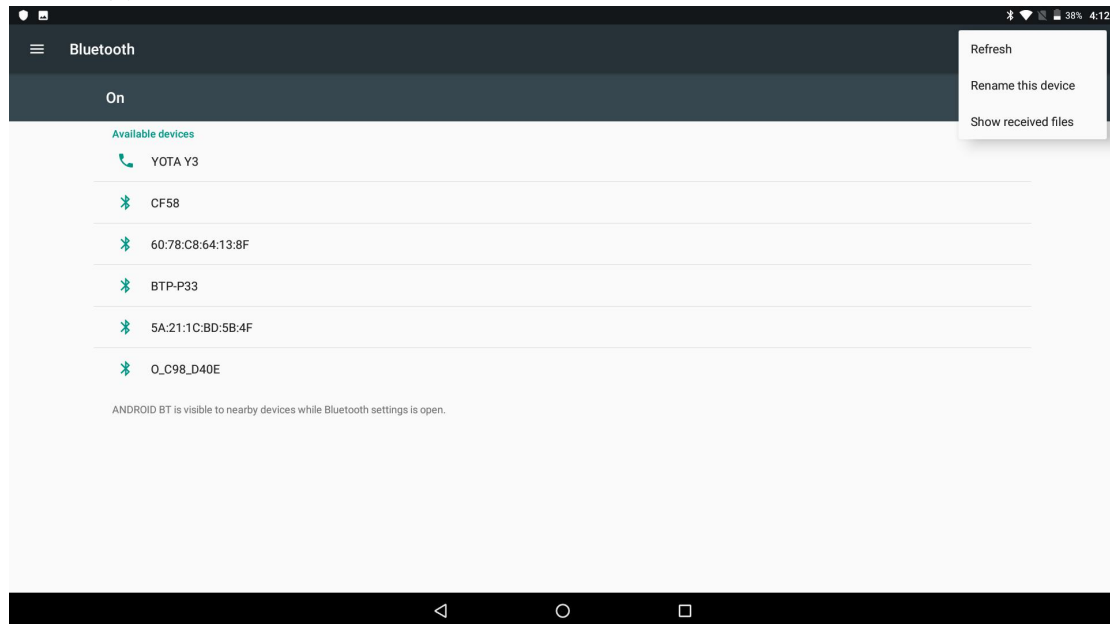 38% 4:12
Bluetooth
Refresh
Rename this device
Show received files
On
Available devices
YOTA Y3
CF58
60:78:C8:64:13:8F
BTP-P33
5A:21:1C:BD:5B:4F
O_C98_D40E
ANDROID BT is visible to nearby devices while Bluetooth settings is open.